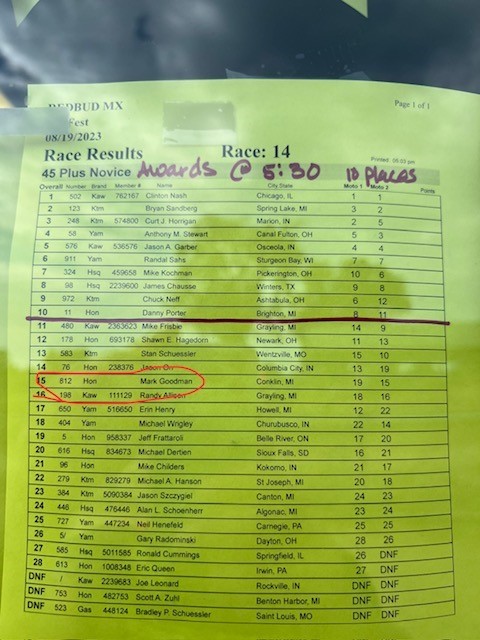 REDBUD MX Page 1 of 1
Fest
08/19/2023
Race Results Race: 14
Printed 05:03 pm
45 Plus Novice Awards @ 5:30 10 places
Overall Number Brand Member # Name City State Moto 1 Moto 2 Points
1 502 Kaw 762167 Clinton Nash Chicago, IL 1 1
2 123 Ktm Bryan Sandberg Spring Lake, MI 3 2
3 248 Ktm 574800 Curt J. Horrigan Marion, IN 2 5
4 58 Yam Anthony M. Stewart Canal Fulton, OH 5 3
5 576 Kaw 536576 Jason A. Garber Osceola, IN 4 4
6 911 Yam Randal Sahs Sturgeon Bay, WI 7 7
7 324 Hsq 459658 Mike Kochman Pickerington, OH 10 6
8 98 Hsq 2239600 James Chausse Winters, TX 9 8
9 972 Ktm Chuck Neff Ashtabula, OH 6 12
10 11 Hon Danny Porter Brighton, MI 8 11
11 480 Kaw 2363623 Mike Frisbie Grayling, MI 14 9
12 178 Hon 693178 Shawn E. Hagedorn Newark, OH 11 13
13 583 Ktm Stan Schuessler Wentzville, MO 15 10
14 76 Hon 238376 Jason Orr Columbia City, IN 13 19
15 812 Hon Mark Goodman Conklin, MI 19 15
16 198 Kaw 111129 Randy Allison Grayling, MI 18 16
17 650 Yam 516650 Erin Henry Howell, MI 12 22
18 404 Yam Michael Wrigley Churubusco, IN 22 14
19 5 Hon 958337 Jeff Frattaroli Belle River, ON 17 20
20 616 Hsq 834673 Michael Dertien Sioux Falls, SD 16 21
21 96 Hon Mike Childers Kokorno, IN 21 17
22 279 Ktm 829279 Michael A. Hanson St Joseph, MI 20 18
23 384 Ktm 5090384 Jason Szczygiel Canton, MI 24 23
24 446 Hsq 476446 Alan L. Schoenherr Algonac, MI 23 24
25 727 Yam 447234 Neil Henefeld Carnegie, PA 25 25
26 5/ Yam Gary Radominski Dayton, OH 28 26
27 585 Hsq 5011585 Ronald Cummings Springfield, IL 26 DNF
28 613 Hon 1008348 Eric Queen Irwin, PA 27 DNF
DNF / Kaw 2239683 Joe Leonard Rockville, IN DNF DNF
DNF 753 Hon 482753 Scott A. Zuhl Benton Harbor, MI DNF DNF
DNF 523 Gas 448124 Bradley P. Schuessler Saint Louis, MO DNF DNF